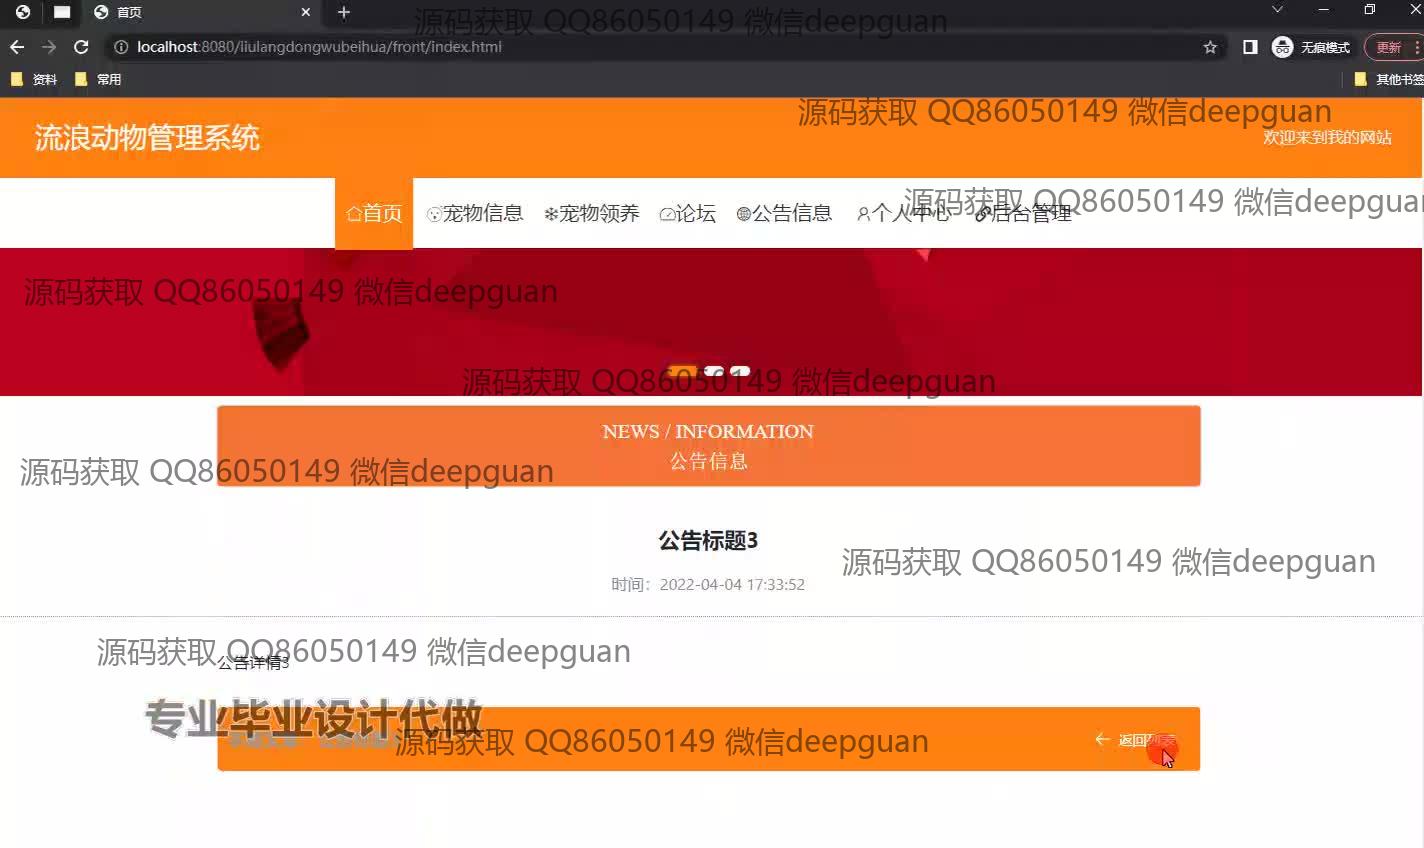 首页
源码获取 QQ86050149 微信deepguan
localhost:8080/liulangdongwubeihua/front/index.html
无痕模式
更新
资料
常用
其他书签
源码获取 QQ86050149 微信deepguan
流浪动物管理系统
欢迎来到我的网站
源码获取 QQ86050149 微信deepguan
首页
宠物信息
宠物领养
论坛
公告信息
个人中心
后台管理
源码获取 QQ86050149 微信deepguan
源码获取 QQ86050149 微信deepguan
NEWS / INFORMATION
公告信息
源码获取 QQ86050149 微信deepguan
公告标题3
源码获取 QQ86050149 微信deepguan
时间：2022-04-04 17:33:52
源码获取 QQ86050149 微信deepguan
公告详情3
专业毕业设计代做
源码获取 QQ86050149 微信deepguan
返回列表